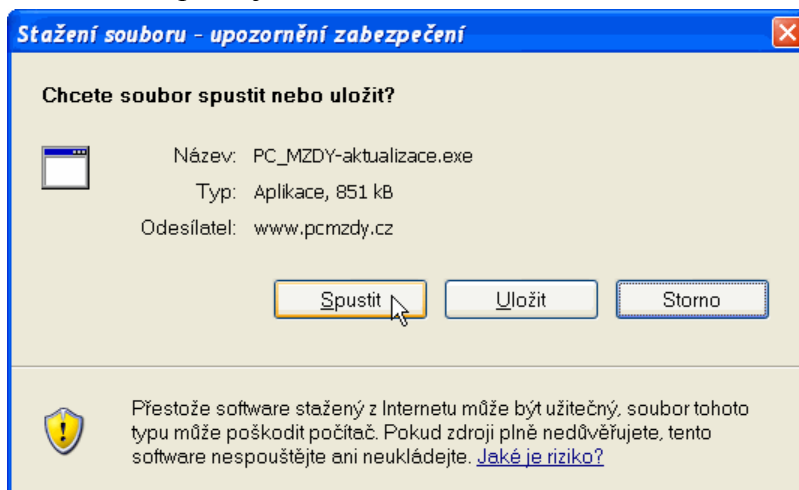 Stažení souboru - upozornění zabezpečení
Chcete soubor spustit nebo uložit?
Název: PC_MZDY-aktualizace.exe
Typ: Aplikace, 851 kB
Odesílatel: www.pcmzdy.cz
Spustit Uložit Storno
Přestože software stažený z Internetu může být užitečný, soubor tohoto
typu může poškodit počítač. Pokud zdroji plně nedůvěřujete, tento
software nespouštějte ani neukládejte. Jaké je riziko?